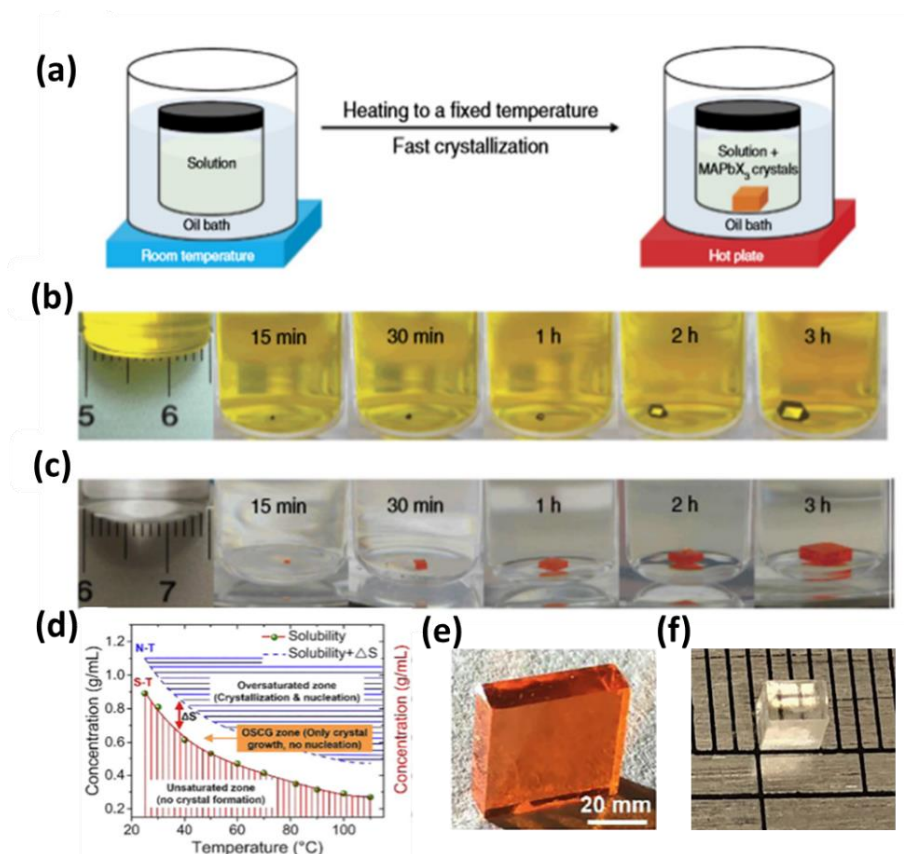 (a)
Heating to a fixed temperature
Fast crystallization
Solution
Oil bath
Room temperature
Solution +
MAPbX3 crystals
Oil bath
Hot plate
(b)
15 min
30 min
1 h
2 h
3 h
5
6
(c)
15 min
30 min
1 h
2 h
3 h
6
7
(d)
Concentration (g/mL)
1.2
1.0
0.8
0.6
0.4
0.2
N-T
S-T
Solubility
Solubility+△S
Oversaturated zone
(Crystallization & nucleation)
△S
OSCG zone (Only crystal
growth, no nucleation)
Unsaturated zone
(no crystal formation)
Concentration (g/mL)
20
40
60
80
100
Temperature (°C)
(e)
20 mm
(f)